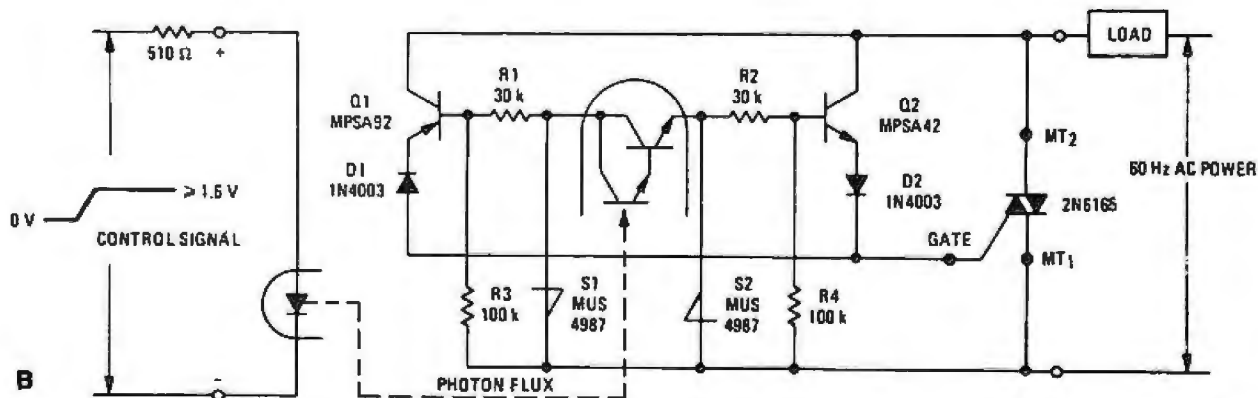 510 Ω
+
0 V
≥ 1.6 V
CONTROL SIGNAL
-
B
Q1
MPSA92
D1
1N4003
R1
30 k
R3
100 k
S1
MUS
4987
PHOTON FLUX
R2
30 k
S2
MUS
4987
R4
100 k
Q2
MPSA42
D2
1N4003
GATE
LOAD
MT2
2N6165
MT1
60 Hz AC POWER